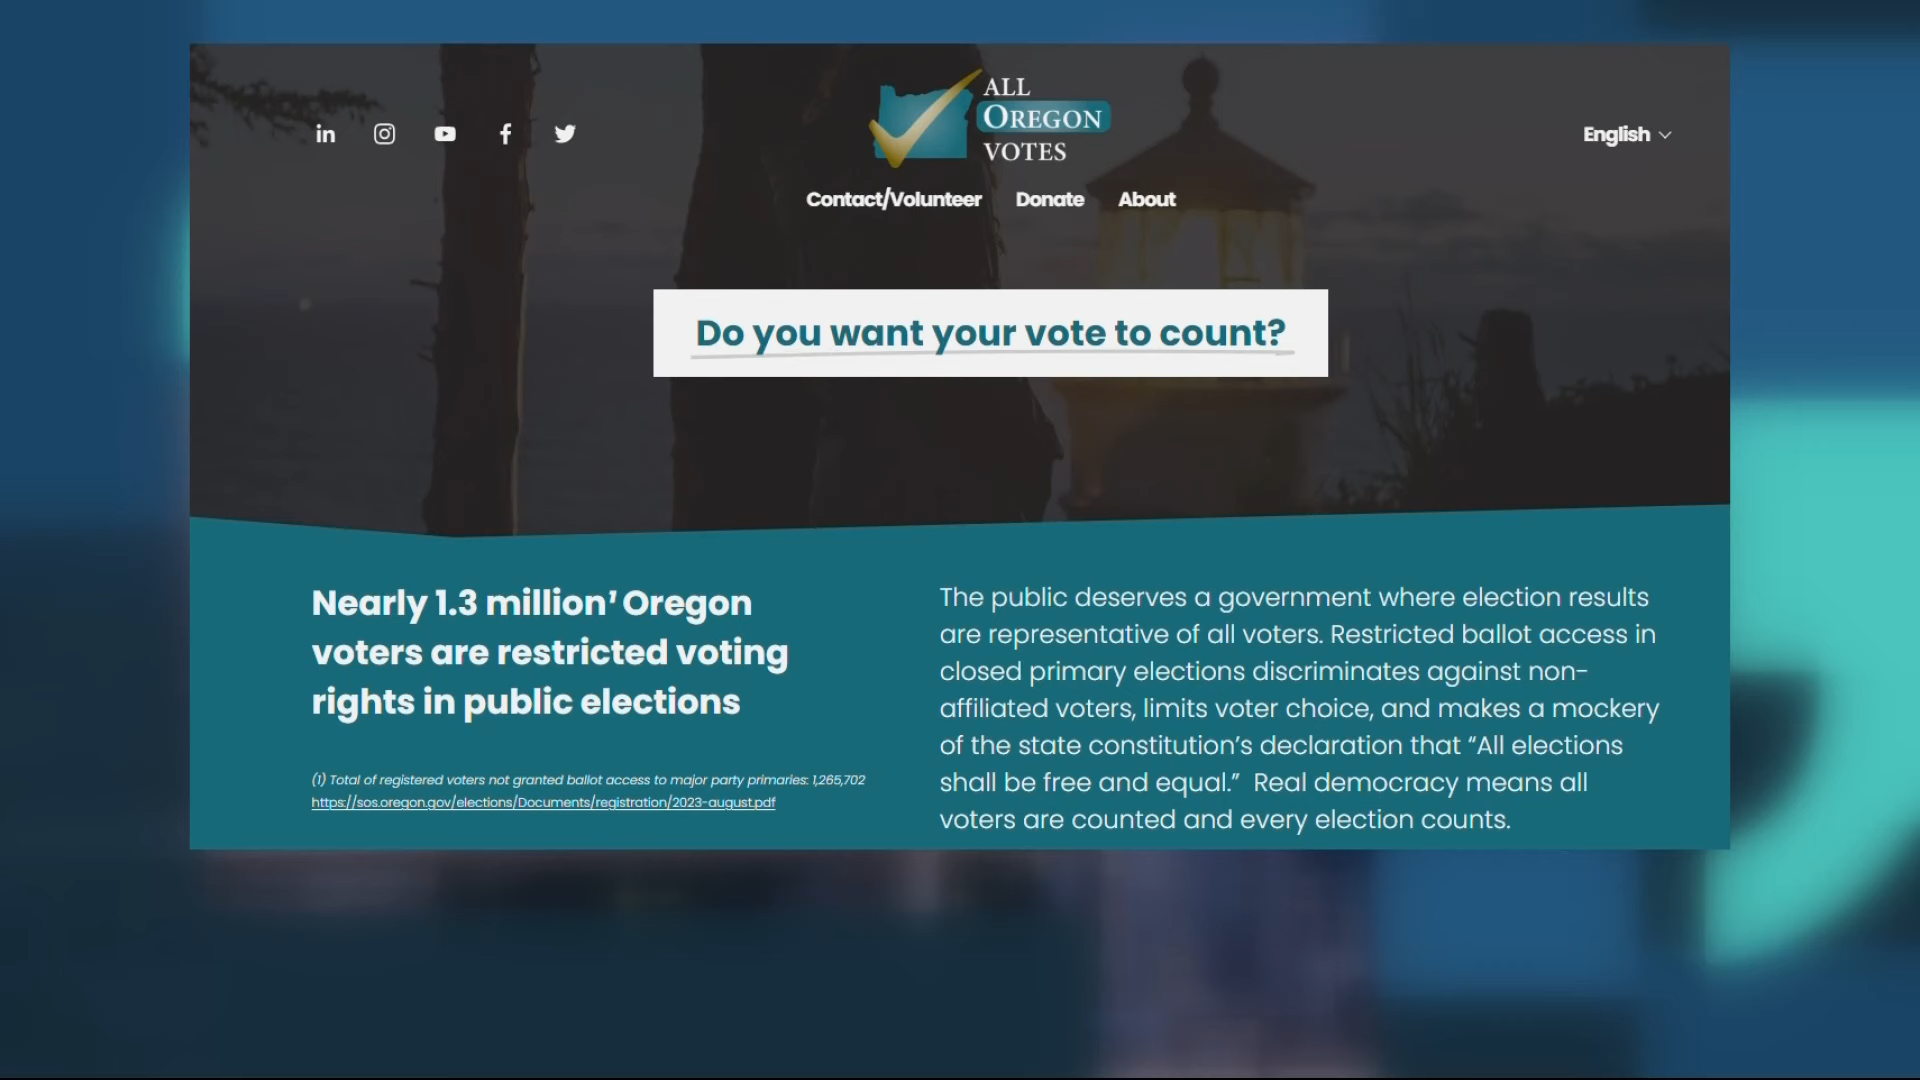 ALL
OREGON
VOTES
English
Contact/Volunteer Donate About
Do you want your vote to count?
Nearly 1.3 million' Oregon
voters are restricted voting
rights in public elections
(1) Total of registered voters not granted ballot access to major party primaries: 1,265,702
https://sos.oregon.gov/elections/Documents/registration/2023-august.pdf
The public deserves a government where election results
are representative of all voters. Restricted ballot access in
closed primary elections discriminates against non-
affiliated voters, limits voter choice, and makes a mockery
of the state constitution’s declaration that “All elections
shall be free and equal.” Real democracy means all
voters are counted and every election counts.